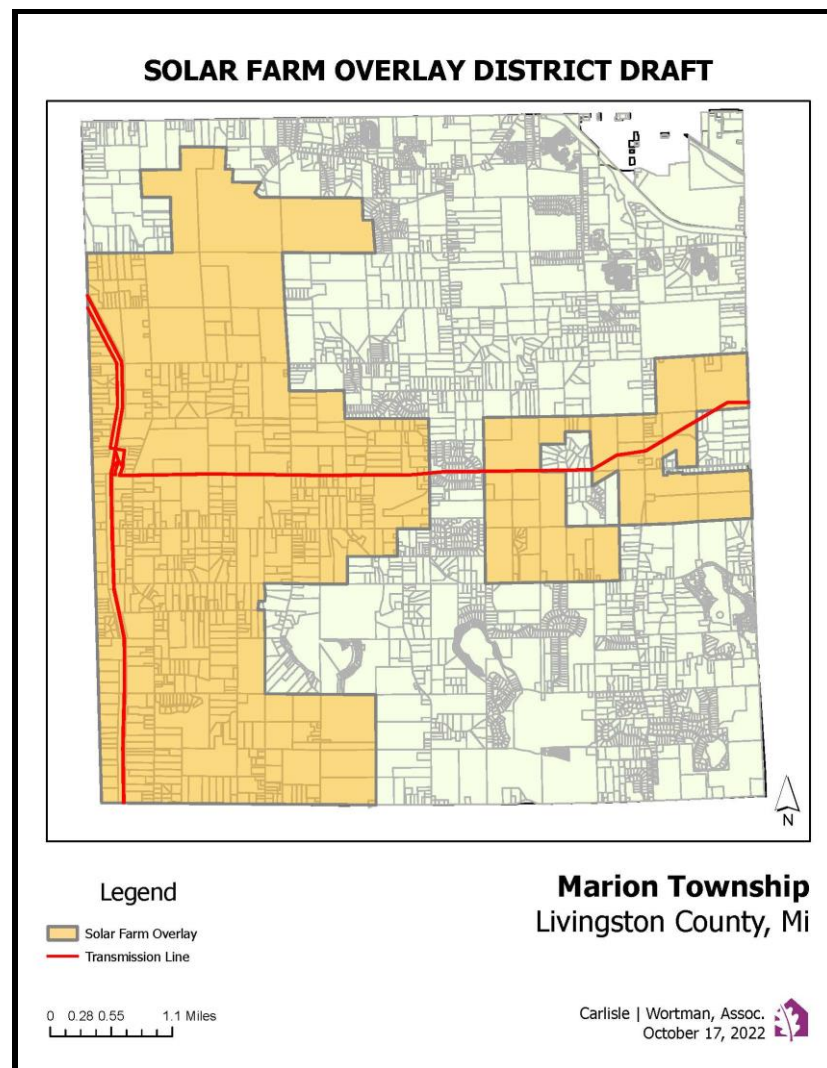 SOLAR FARM OVERLAY DISTRICT DRAFT
N
Legend
Solar Farm Overlay
Transmission Line
0 0.28 0.55 1.1 Miles
Marion Township
Livingston County, Mi
Carlisle | Wortman, Assoc.
October 17, 2022